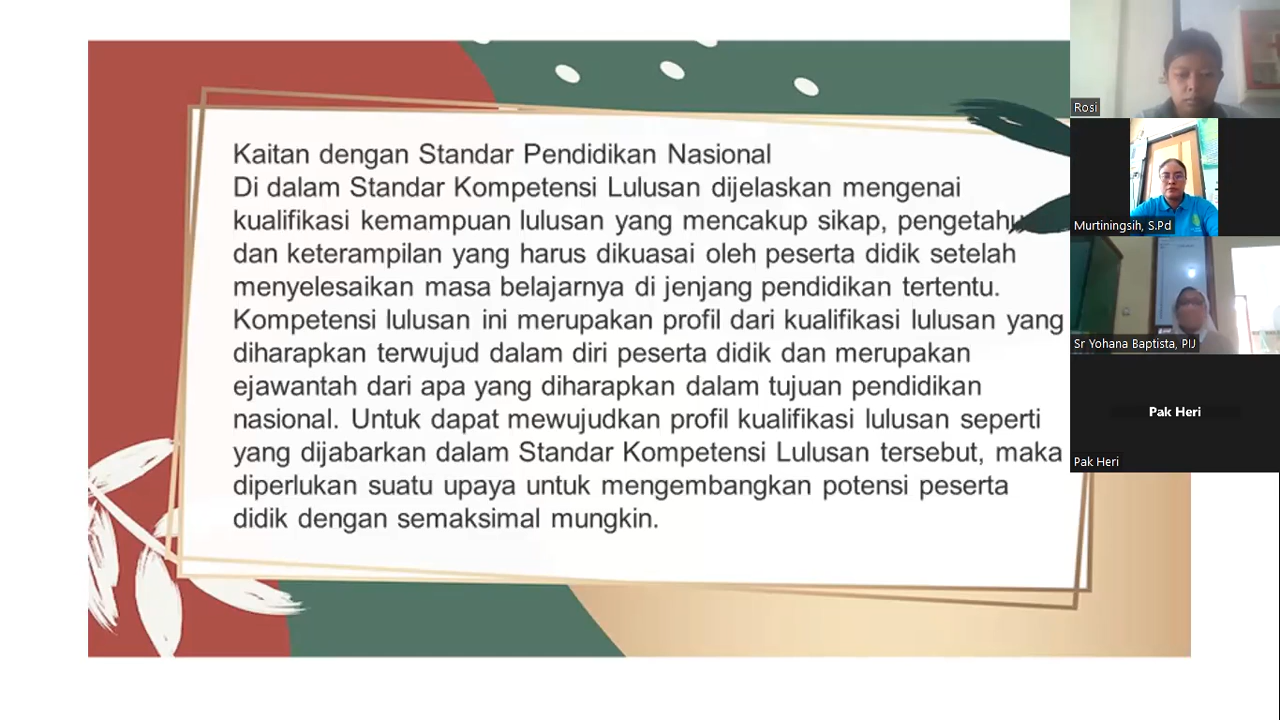 Kaitan dengan Standar Pendidikan Nasional
Di dalam Standar Kompetensi Lulusan dijelaskan mengenai
kualifikasi kemampuan lulusan yang mencakup sikap,
dan keterampilan yang harus dikuasai oleh peserta didik setelah
menyelesaikan masa belajarnya di jenjang pendidikan tertentu.
Kompetensi lulusan ini merupakan profil dari kualifikasi lulusan yang
diharapkan terwujud dalam diri peserta didik dan merupakan
ejawantah dari apa yang diharapkan dalam tujuan pendidikan
nasional. Untuk dapat mewujudkan profil kualifikasi lulusan seperti
yang dijabarkan dalam Standar Kompetensi Lulusan tersebut, maka
diperlukan suatu upaya untuk mengembangkan potensi peserta
didik dengan semaksimal mungkin.
Rosi
Murtiningsih, S.Pd
Sr Yohana Baptista, PIJ
Pak Heri
Pak Heri